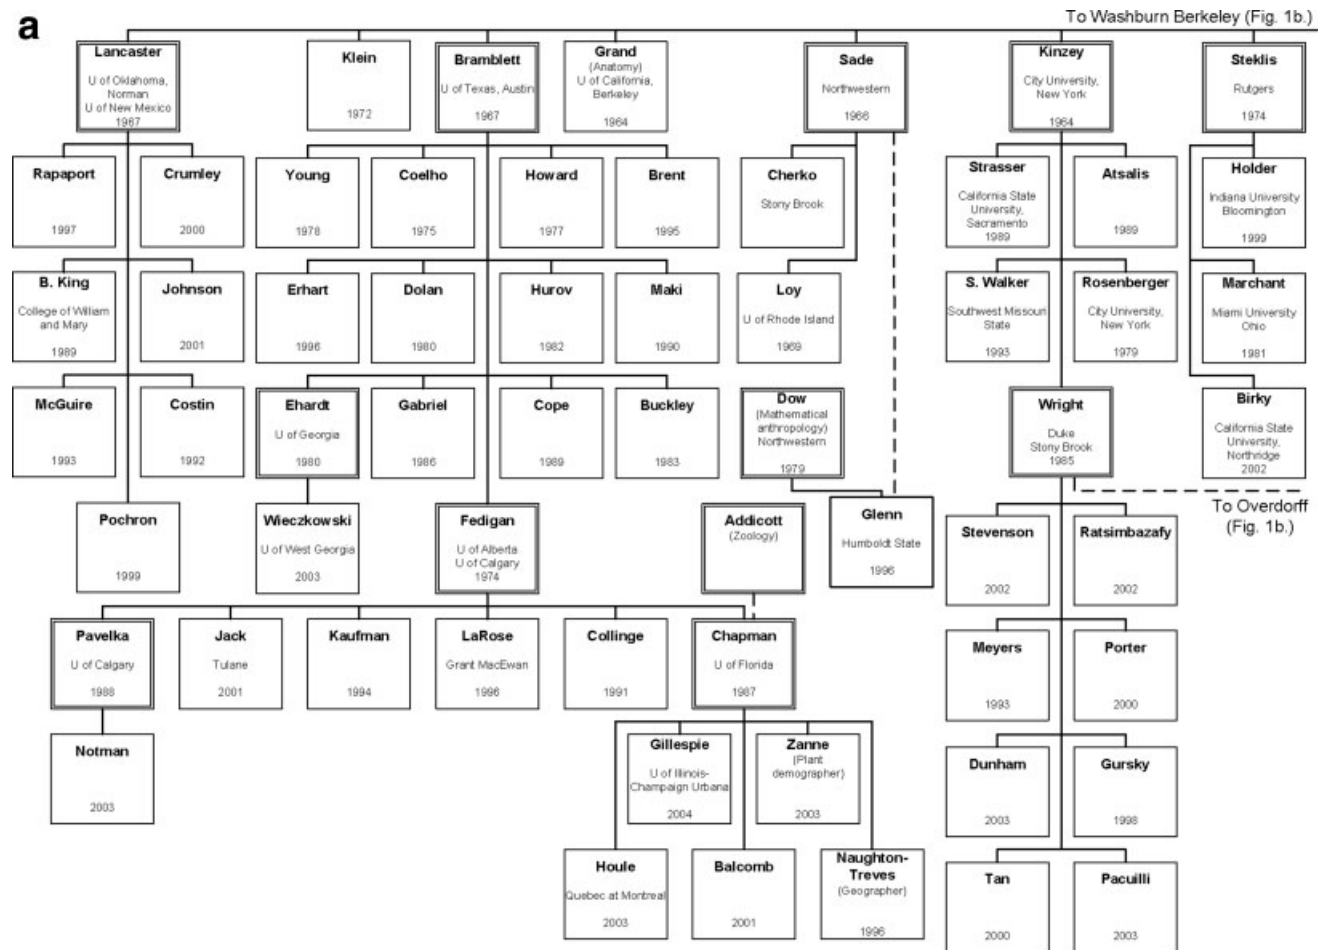 a
To Washburn Berkeley (Fig. 1b.)
Lancaster
U of Oklahoma,
Norman
U of New Mexico
1967
Klein
1972
Bramblett
U of Texas, Austin
1967
Grand
(Anatomy)
U of California,
Berkeley
1964
Sade
Northwestern
1966
Kinzey
City University,
New York
1964
Steklis
Rutgers
1974
Rapaport
1997
Crumley
2000
Young
1978
Coelho
1975
Howard
1977
Brent
1995
Cherko
Stony Brook
Strasser
California State
University,
Sacramento
1989
Atsalis
1989
Holder
Indiana University
Bloomington
1999
B. King
College of William
and Mary
1989
Johnson
2001
Erhart
1996
Dolan
1980
Hurov
1982
Maki
1990
Loy
U of Rhode Island
1969
S. Walker
Southwest Missouri
State
1993
Rosenberger
City University,
New York
1979
Marchant
Miami University
Ohio
1981
McGuire
1993
Costin
1992
Ehardt
U of Georgia
1980
Gabriel
1986
Cope
1989
Buckley
1983
Dow
(Mathematical
anthropology)
Northwestern
1979
Wright
Duke
Stony Brook
1985
Birky
California State
University,
Northridge
2002
To Overdorff
(Fig. 1b.)
Pochron
1999
Wieczkowski
U of West Georgia
2003
Fedigan
U of Alberta
U of Calgary
1974
Addicott
(Zoology)
Glenn
Humboldt State
1996
Stevenson
2002
Ratsimbazafy
2002
Pavelka
U of Calgary
1988
Jack
Tulane
2001
Kaufman
1994
LaRose
Grant MacEwan
1996
Collinge
1991
Chapman
U of Florida
1987
Meyers
1993
Porter
2000
Notman
2003
Gillespie
U of Illinois-
Champaign Urbana
2004
Zanne
(Plant
demographer)
2003
Dunham
2003
Gursky
1998
Houle
Quebec at Montreal
2003
Balcomb
2001
Naughton-
Treves
(Geographer)
1996
Tan
2000
Pacuilli
2003